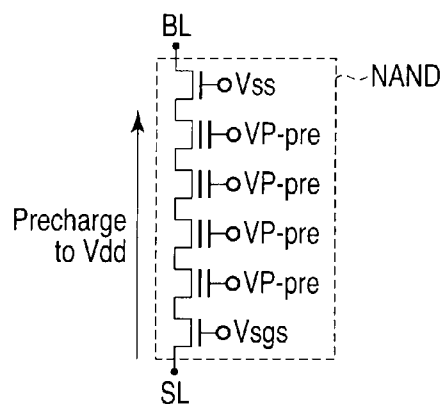 BL
Vss
NAND
VP-pre
VP-pre
VP-pre
VP-pre
Precharge
to Vdd
Vsgs
SL